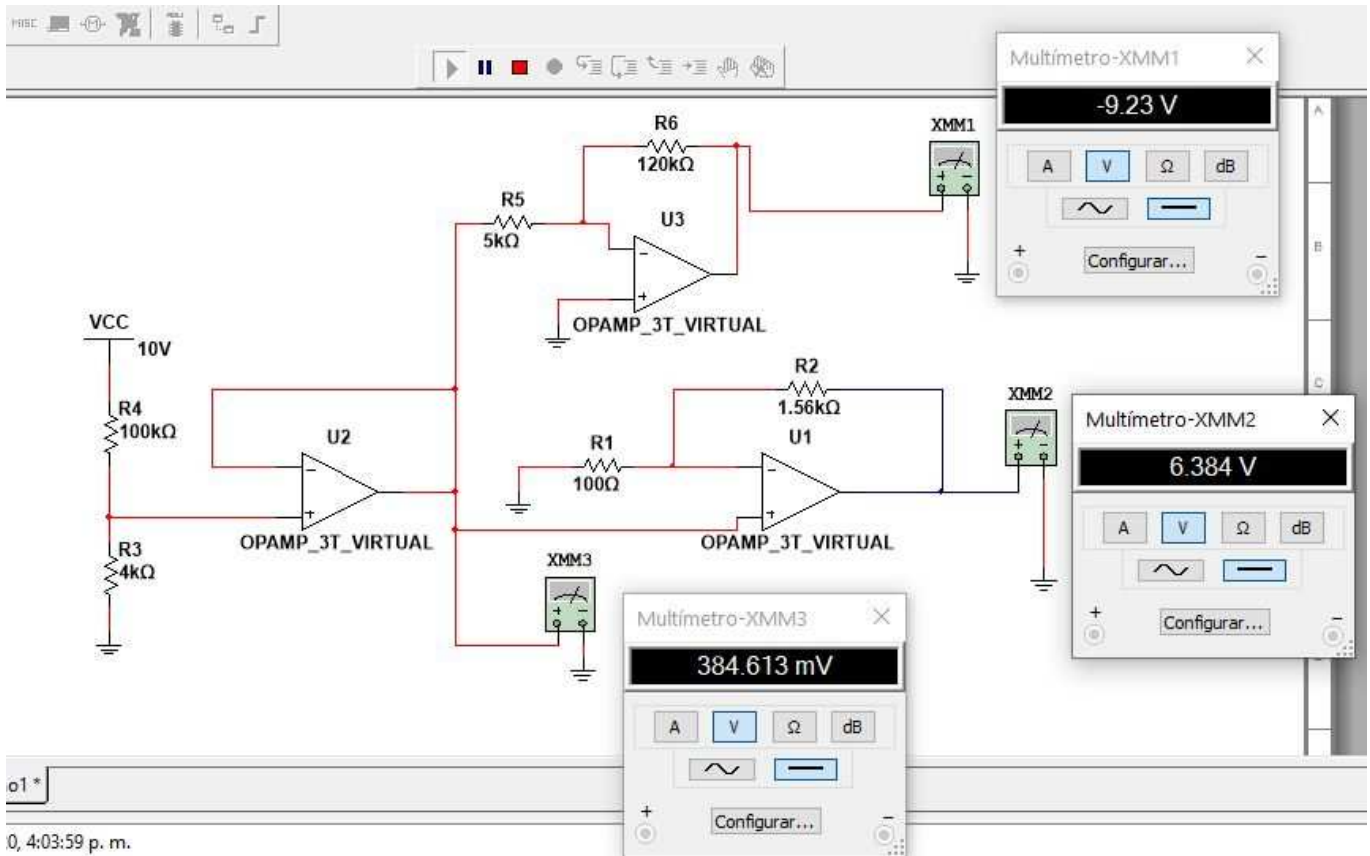 MISC
Multímetro-XMM1
-9.23 V
A V Ω dB
+ −
Configurar...
A
B
C
R6
120kΩ
XMM1
+ −
R5
5kΩ
U3
−
+
OPAMP_3T_VIRTUAL
VCC
10V
R4
100kΩ
R3
4kΩ
U2
−
+
OPAMP_3T_VIRTUAL
R2
1.56kΩ
R1
100Ω
U1
−
+
OPAMP_3T_VIRTUAL
XMM2
+ −
Multímetro-XMM2
6.384 V
A V Ω dB
+ −
Configurar...
XMM3
+ −
Multímetro-XMM3
384.613 mV
A V Ω dB
+ −
Configurar...
o1 *
0, 4:03:59 p. m.